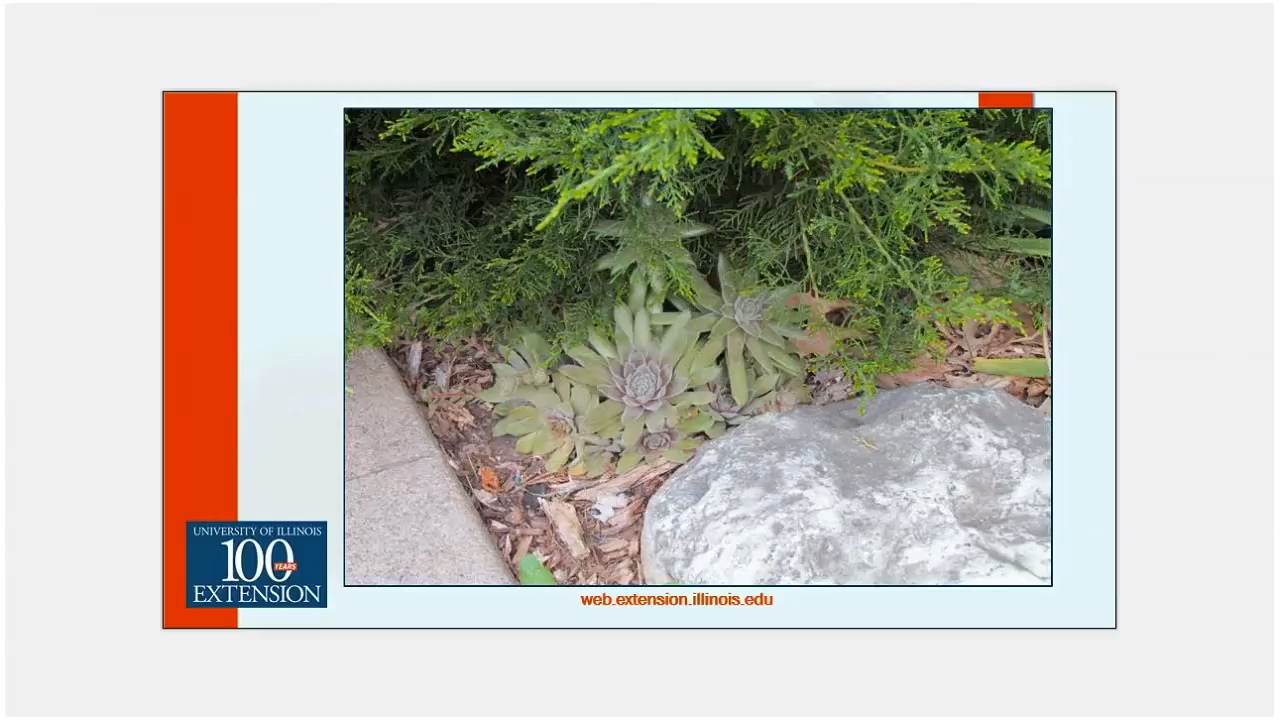 UNIVERSITY OF ILLINOIS
100
YEARS
EXTENSION
web.extension.illinois.edu